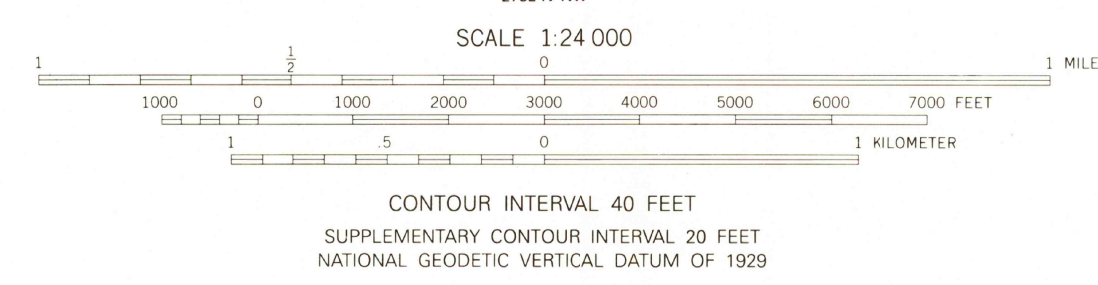 SCALE 1:24 000
1 1/2 0 1 MILE
1000 0 1000 2000 3000 4000 5000 6000 7000 FEET
1 .5 0 1 KILOMETER
CONTOUR INTERVAL 40 FEET
SUPPLEMENTARY CONTOUR INTERVAL 20 FEET
NATIONAL GEODETIC VERTICAL DATUM OF 1929